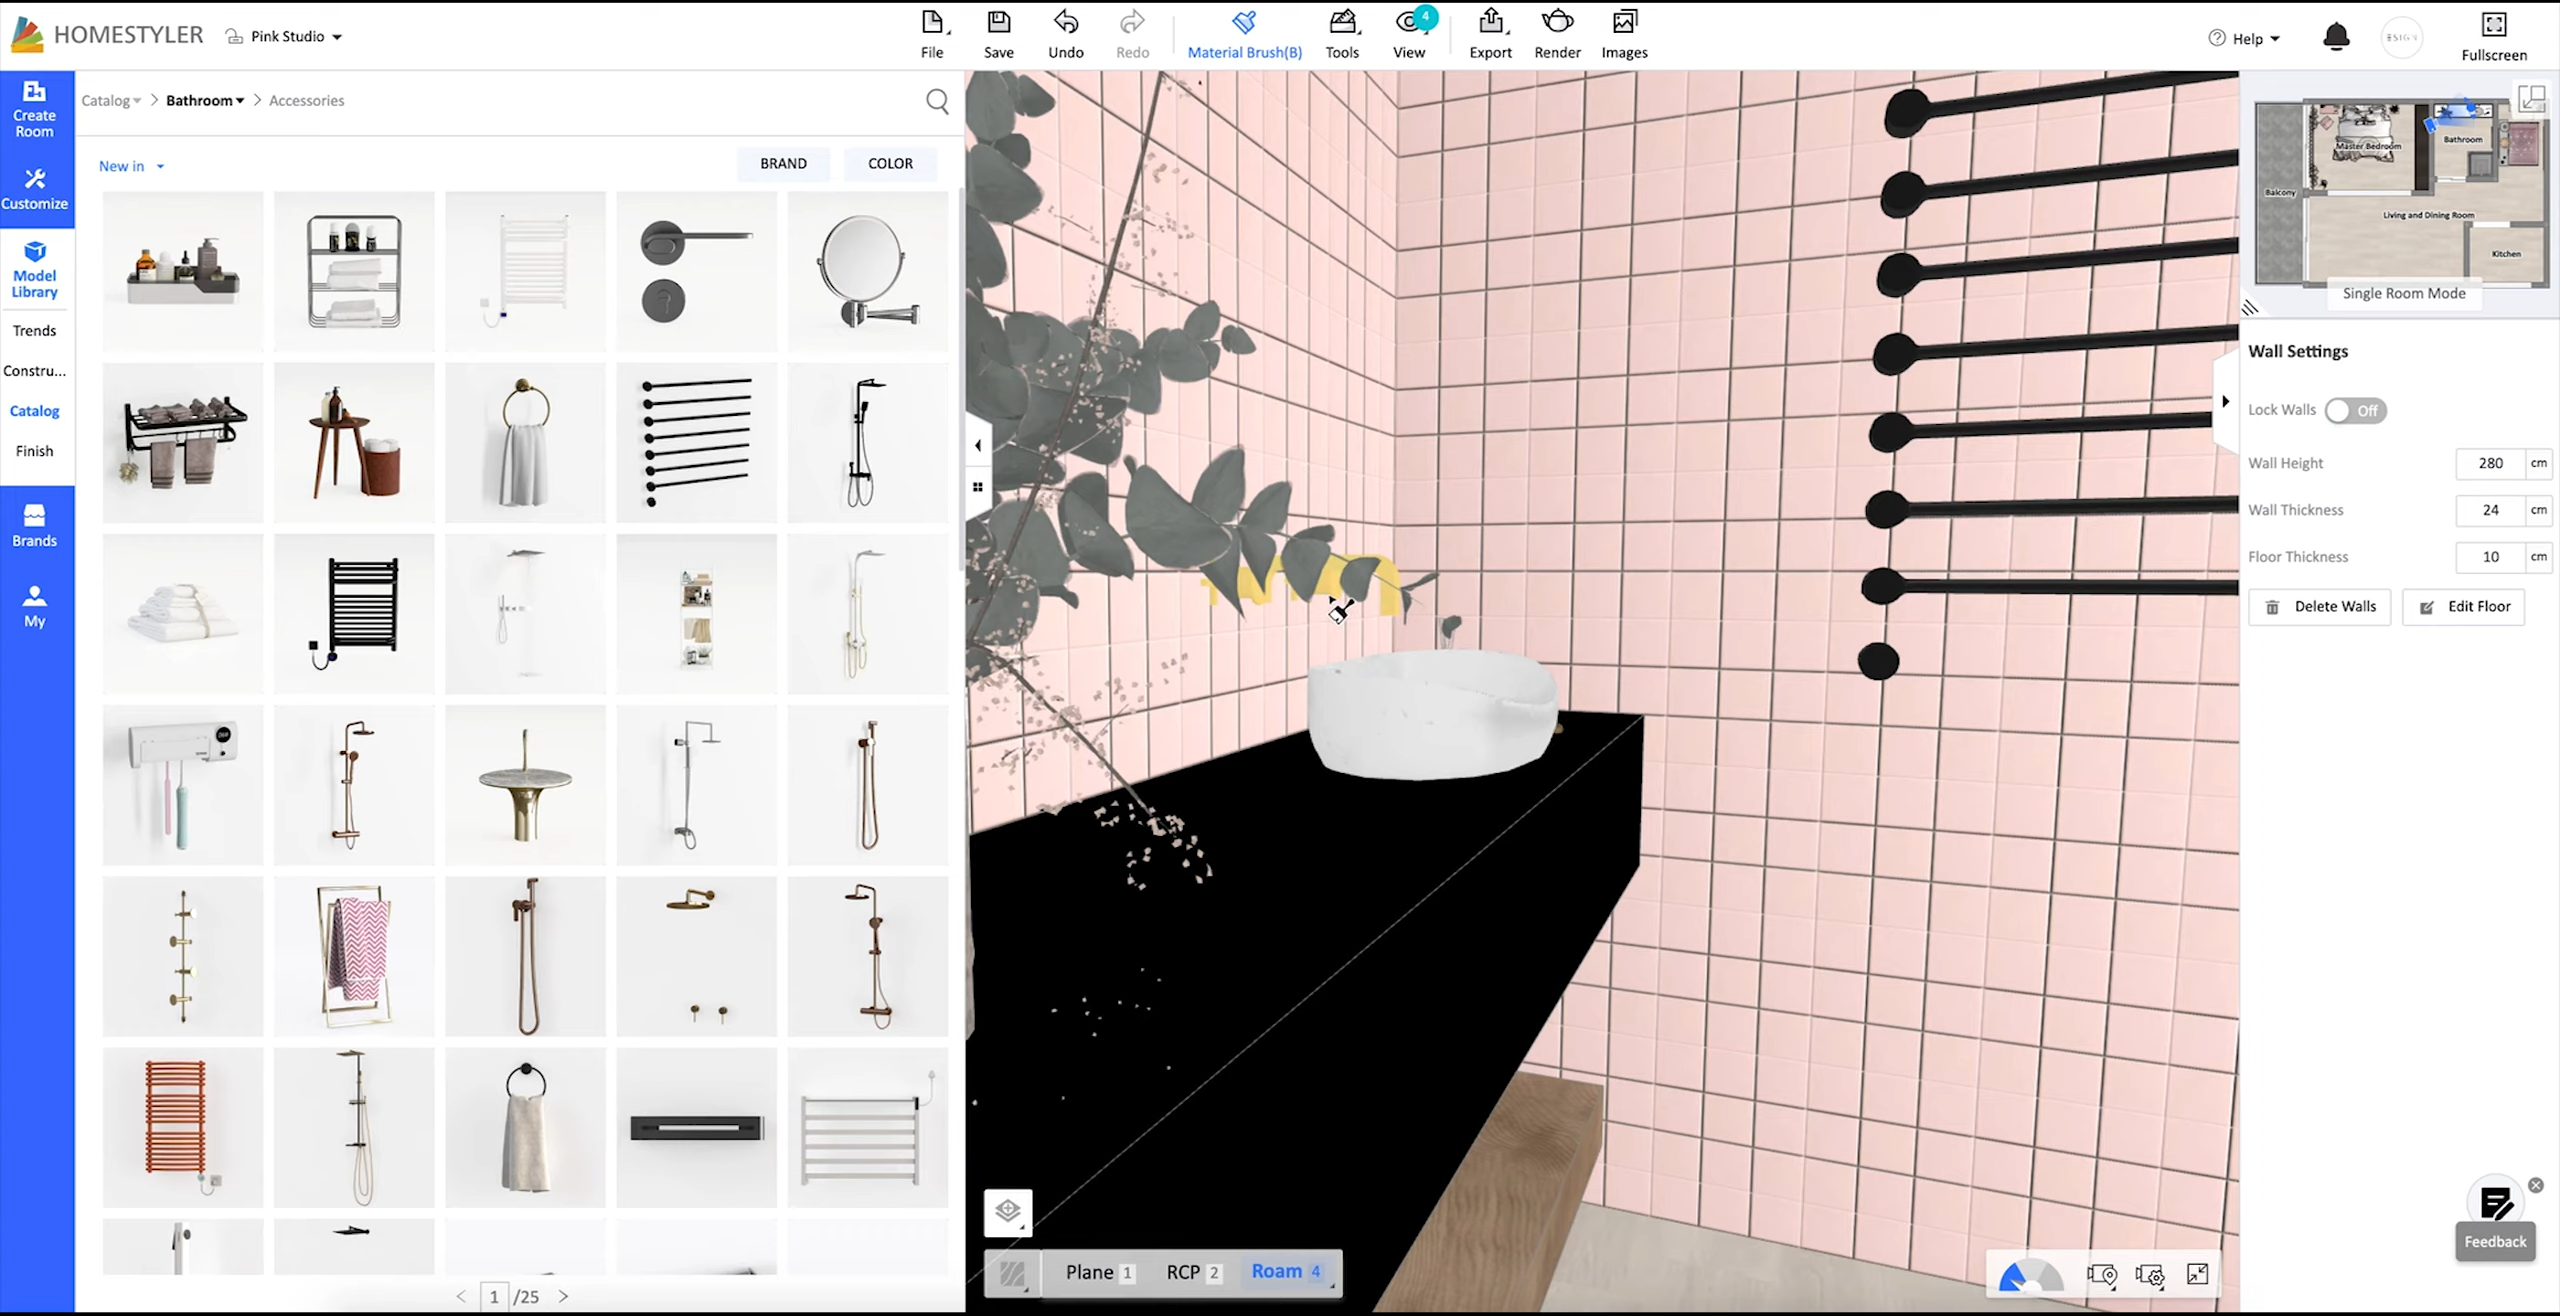 HOMESTYLER
Pink Studio
File
Save
Undo
Redo
Material Brush(B)
Tools
View
4
Export
Render
Images
Help
ESIGN
Fullscreen
Create
Room
Customize
Model
Library
Trends
Constru...
Catalog
Finish
Brands
My
Catalog > Bathroom > Accessories
New in
BRAND
COLOR
< 1 /25 >
Plane 1
RCP 2
Roam 4
Master Bedroom
Bathroom
Balcony
Living and Dining Room
Kitchen
Single Room Mode
Wall Settings
Lock Walls Off
Wall Height 280 cm
Wall Thickness 24 cm
Floor Thickness 10 cm
Delete Walls
Edit Floor
Feedback